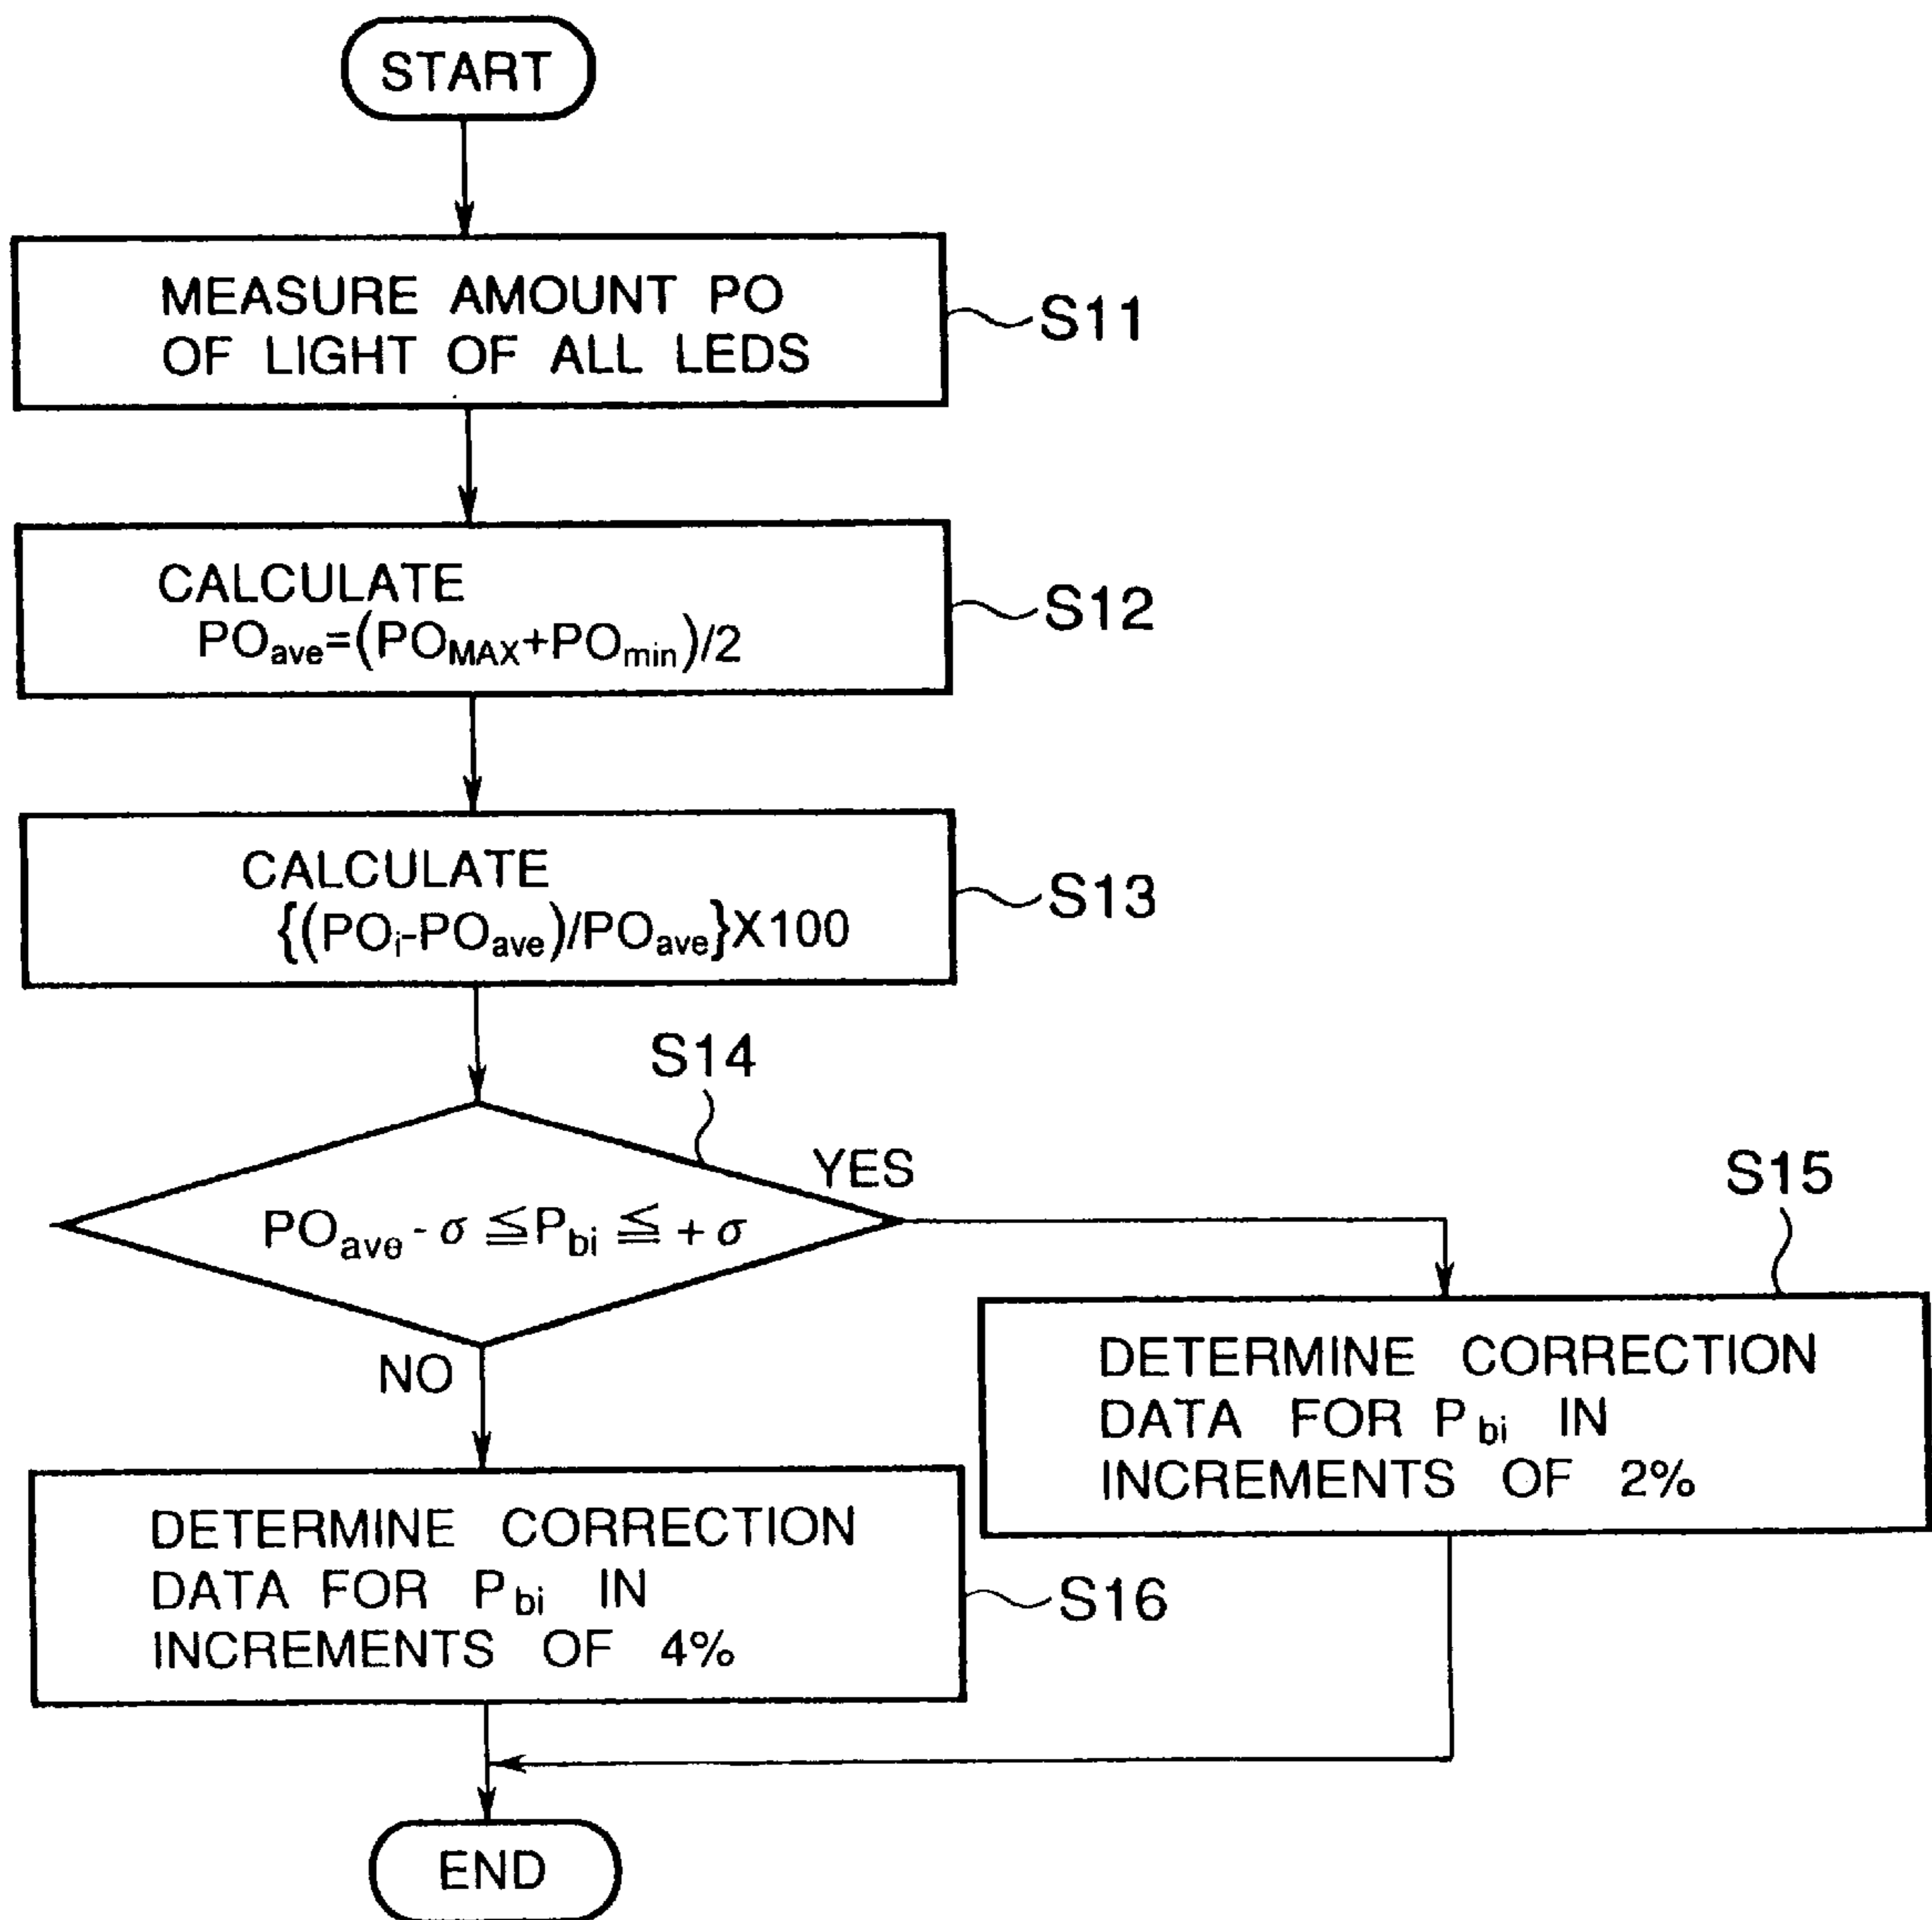 START
MEASURE AMOUNT PO
OF LIGHT OF ALL LEDS
S11
CALCULATE
POave=(POMAX+POmin)/2
S12
CALCULATE
{(POi-POave)/POave}X100
S13
S14
YES
POave - σ ≦Pbi ≦ + σ
NO
S15
DETERMINE CORRECTION
DATA FOR Pbi IN
INCREMENTS OF 2%
DETERMINE CORRECTION
DATA FOR Pbi IN
INCREMENTS OF 4%
S16
END